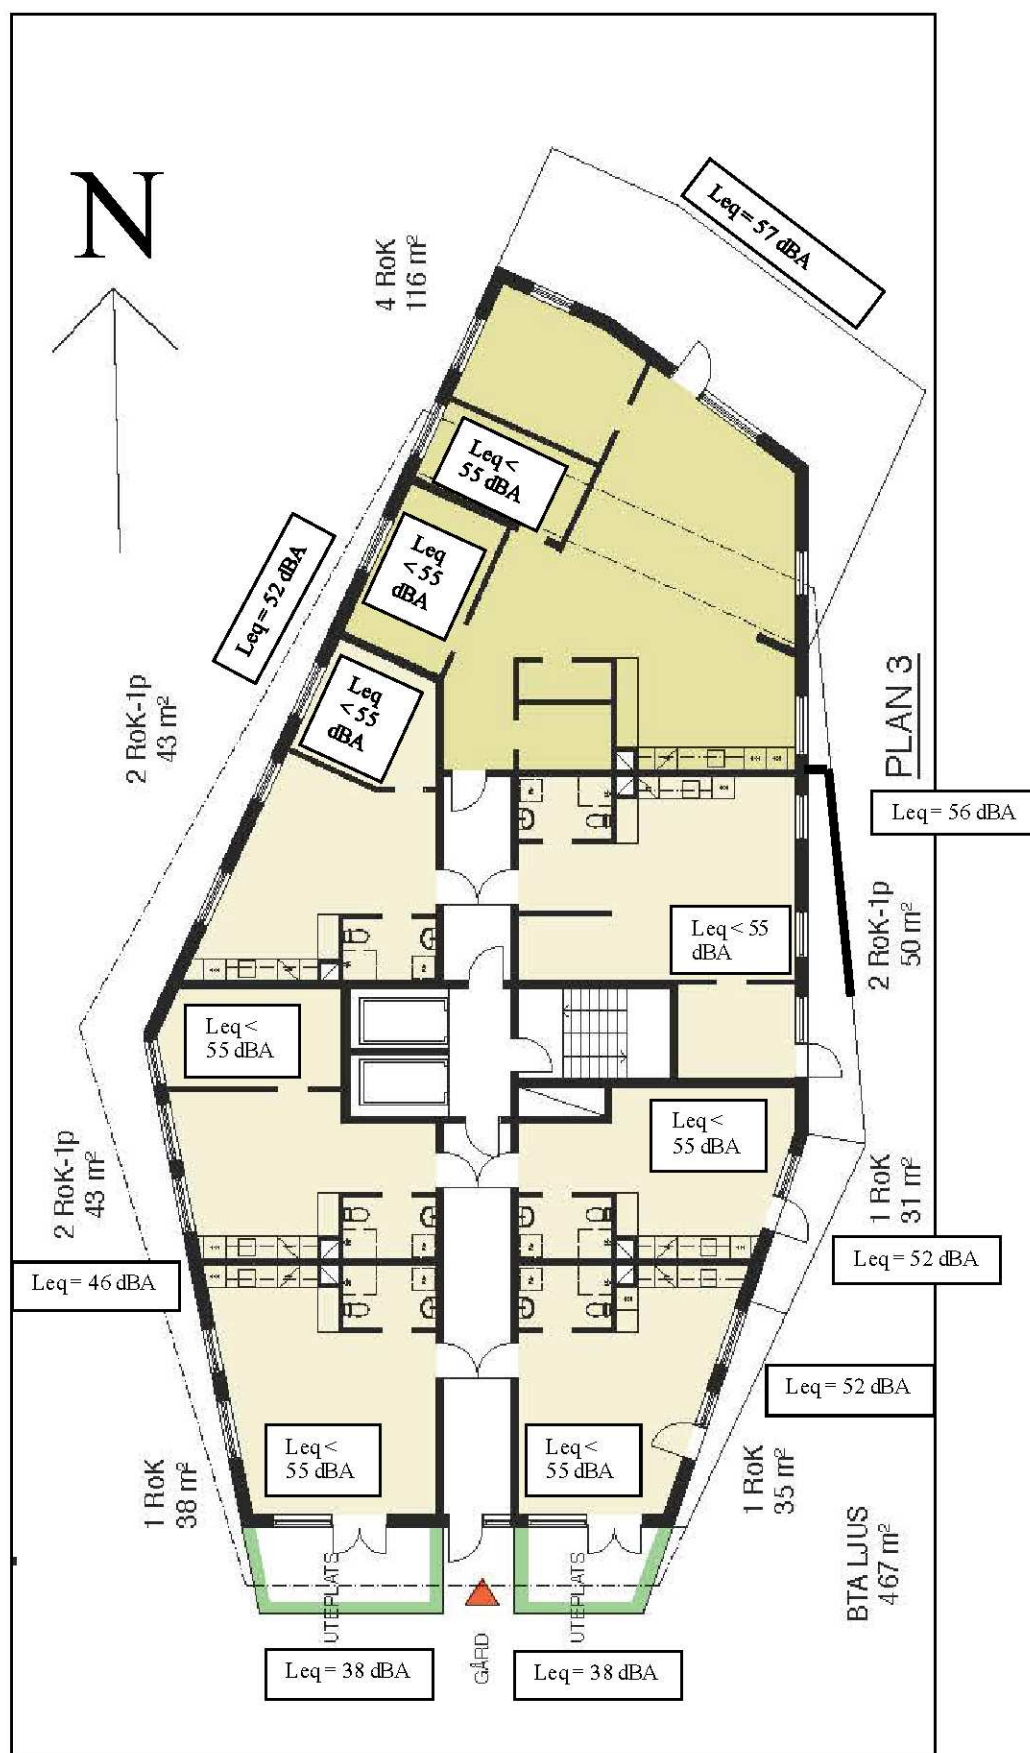 N
Leq = 57 dBA
4 RoK
116 m²
Leq <
55 dBA
Leq
< 55
dBA
Leq = 52 dBA
Leq
< 55
dBA
2 RoK-1p
43 m²
PLAN 3
Leq = 56 dBA
Leq < 55
dBA
2 RoK-1p
50 m²
Leq <
55 dBA
Leq <
55 dBA
2 RoK-1p
43 m²
1 RoK
31 m²
Leq = 52 dBA
Leq = 46 dBA
Leq = 52 dBA
Leq <
55 dBA
Leq <
55 dBA
1 RoK
38 m²
1 RoK
35 m²
BTA LJUS
467 m²
UTEPLATS
UTEPLATS
GÅRD
Leq = 38 dBA
Leq = 38 dBA